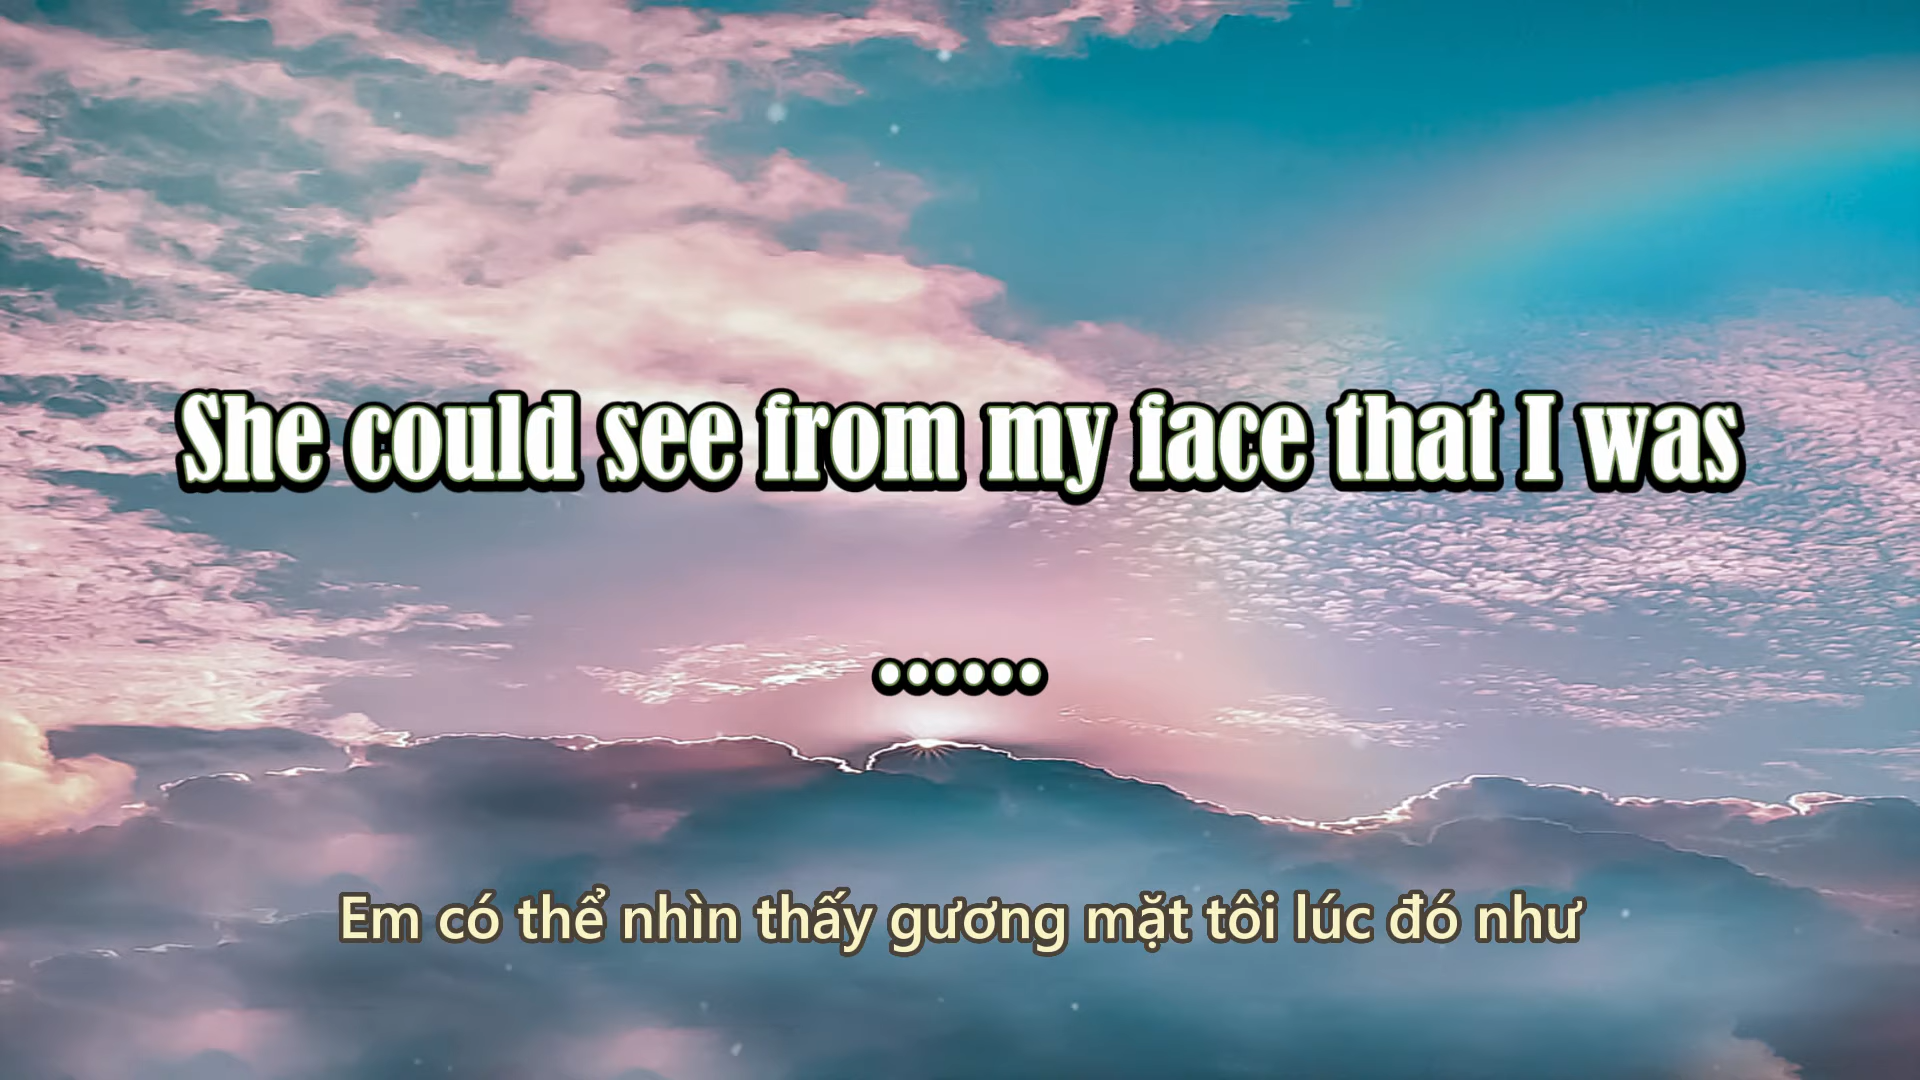 She could see from my face that I was
••••••
Em có thể nhìn thấy gương mặt tôi lúc đó như